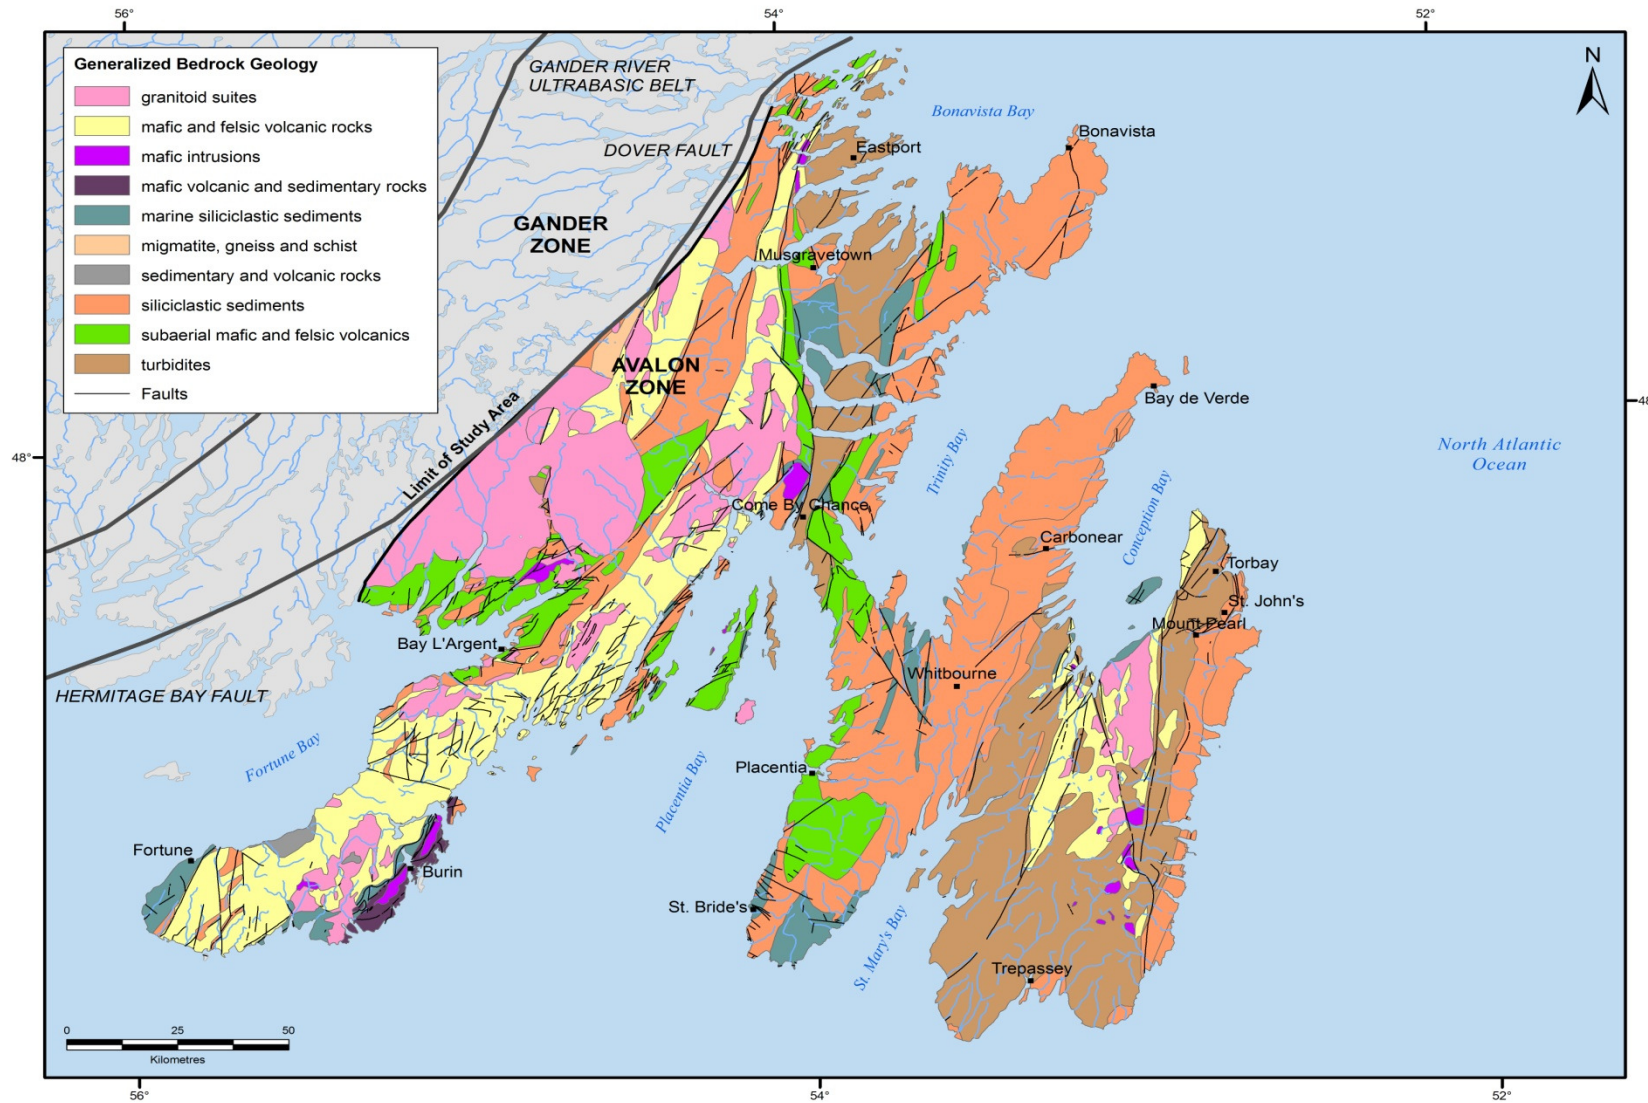 56°
54°
52°
Generalized Bedrock Geology
granitoid suites
mafic and felsic volcanic rocks
mafic intrusions
mafic volcanic and sedimentary rocks
marine siliciclastic sediments
migmatite, gneiss and schist
sedimentary and volcanic rocks
siliciclastic sediments
subaerial mafic and felsic volcanics
turbidites
Faults
GANDER RIVER
ULTRABASIC BELT
N
Bonavista Bay
Bonavista
DOVER FAULT
Eastport
GANDER
ZONE
Musgravetown
AVALON
ZONE
Bay de Verde
48
Limit of Study Area
North Atlantic
Ocean
48°
Trinity Bay
Come By Chance
Conception Bay
Carbonear
Torbay
St. John's
Mount Pearl
Bay L'Argent
Whitbourne
HERMITAGE BAY FAULT
Fortune Bay
Placentia
Placentia Bay
Fortune
Burin
St. Bride's
St. Mary's Bay
Trepassey
0
25
50
Kilometres
56°
54°
52°